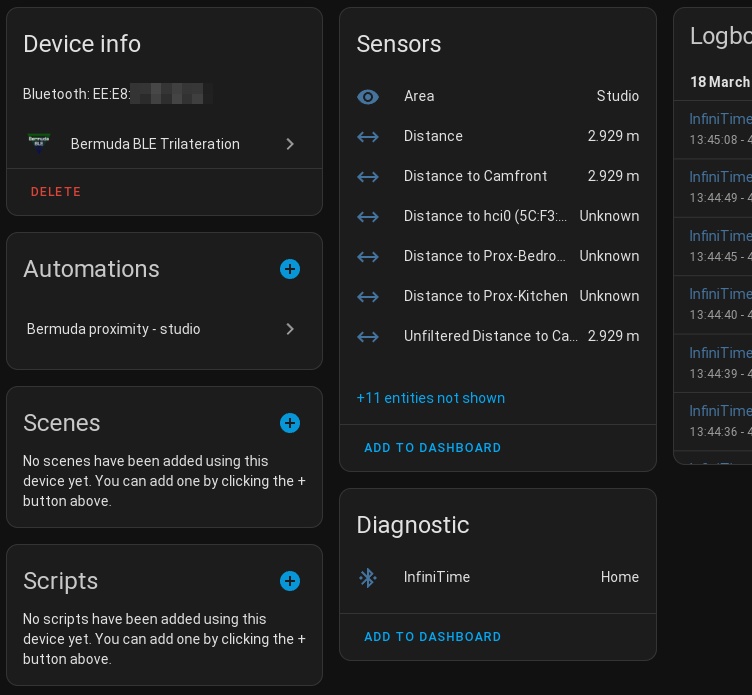 Device info
Bluetooth: EE:E8:
Bermuda BLE
Bermuda BLE Trilateration
DELETE
Automations
Bermuda proximity - studio
Scenes
No scenes have been added using this
device yet. You can add one by clicking the +
button above.
Scripts
No scripts have been added using this
device yet. You can add one by clicking the +
button above.
Sensors
Area Studio
Distance 2.929 m
Distance to Camfront 2.929 m
Distance to hci0 (5C:F3:... Unknown
Distance to Prox-Bedro... Unknown
Distance to Prox-Kitchen Unknown
Unfiltered Distance to Ca... 2.929 m
+11 entities not shown
ADD TO DASHBOARD
Diagnostic
InfiniTime Home
ADD TO DASHBOARD
Logbo
18 March
InfiniTime
13:45:08 - 4
InfiniTime
13:44:49 - 4
InfiniTime
13:44:45 - 4
InfiniTime
13:44:40 - 4
InfiniTime
13:44:39 - 4
InfiniTime
13:44:36 - 4